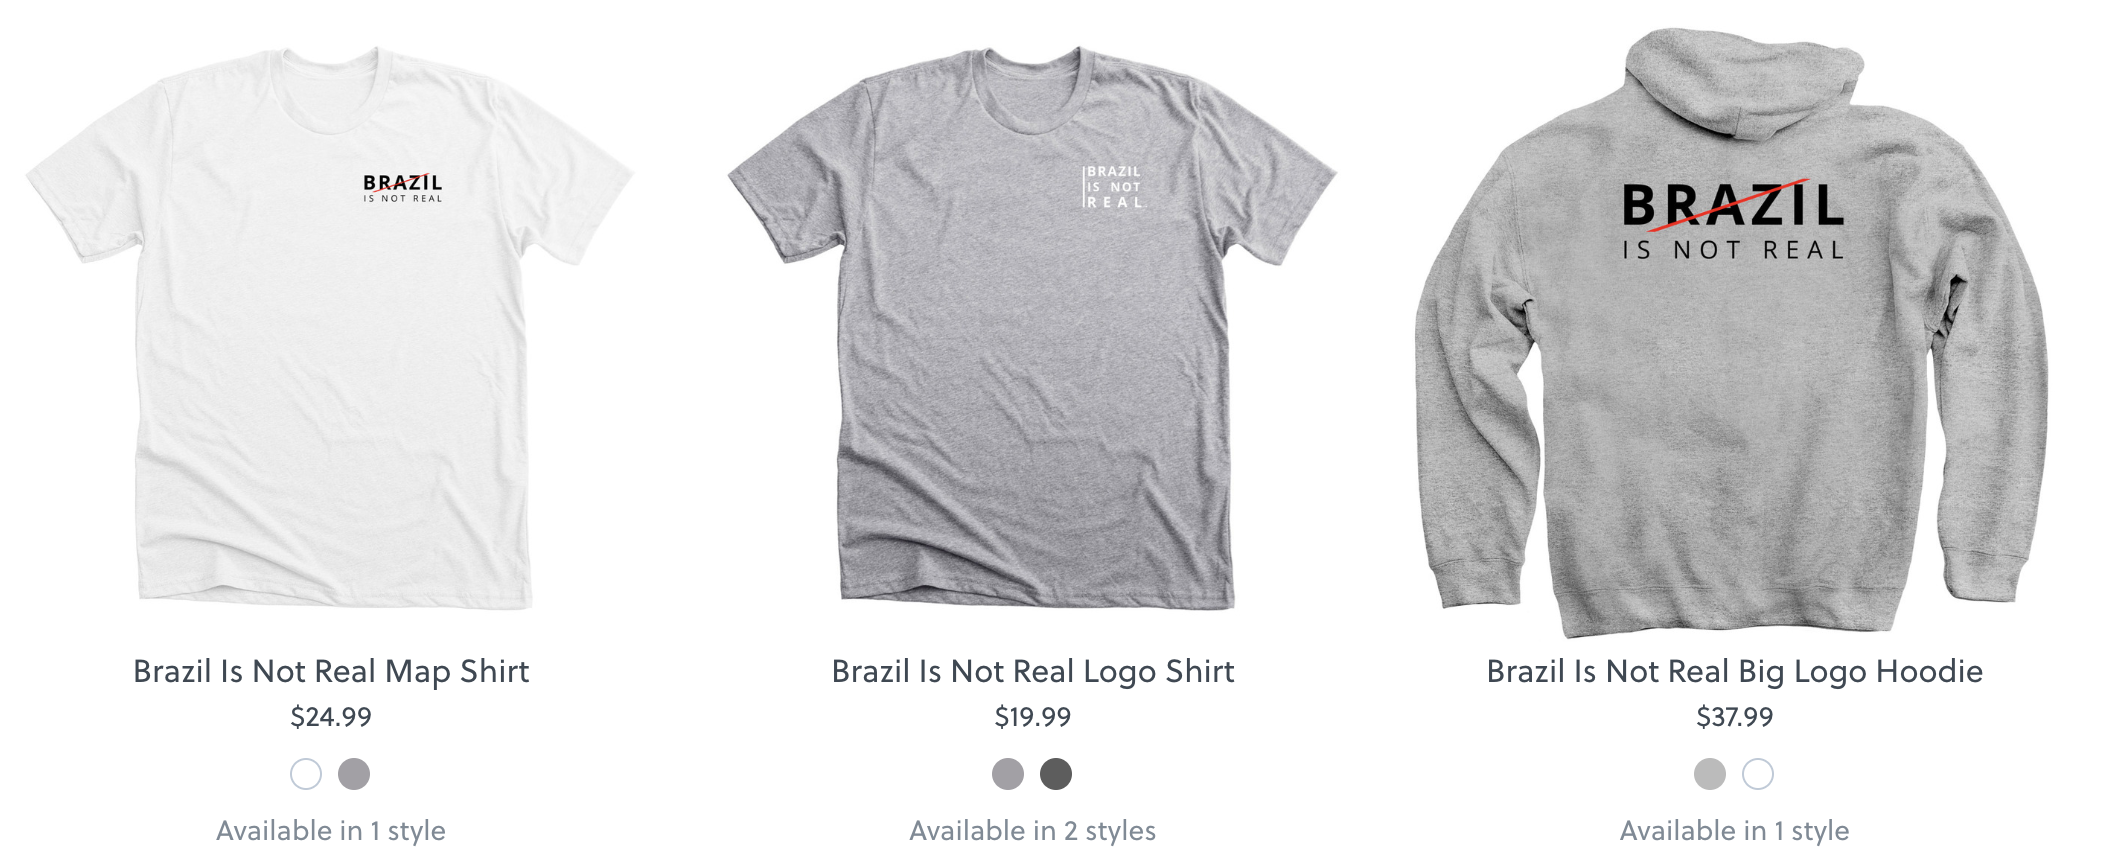 BRAZIL
IS NOT REAL
BRAZIL
IS NOT
REAL
BRAZIL
IS NOT REAL
Brazil Is Not Real Map Shirt
$24.99
Available in 1 style
Brazil Is Not Real Logo Shirt
$19.99
Available in 2 styles
Brazil Is Not Real Big Logo Hoodie
$37.99
Available in 1 style